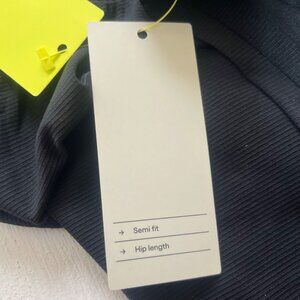 → Semi fit
→ Hip length